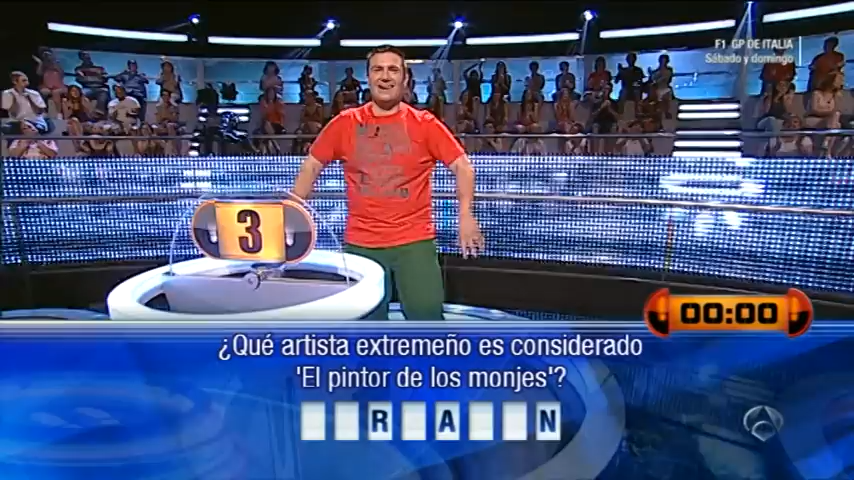 F1 GP DE ITALIA
Sábado y domingo
3
00:00
¿Qué artista extremeño es considerado
'El pintor de los monjes'?
R A N